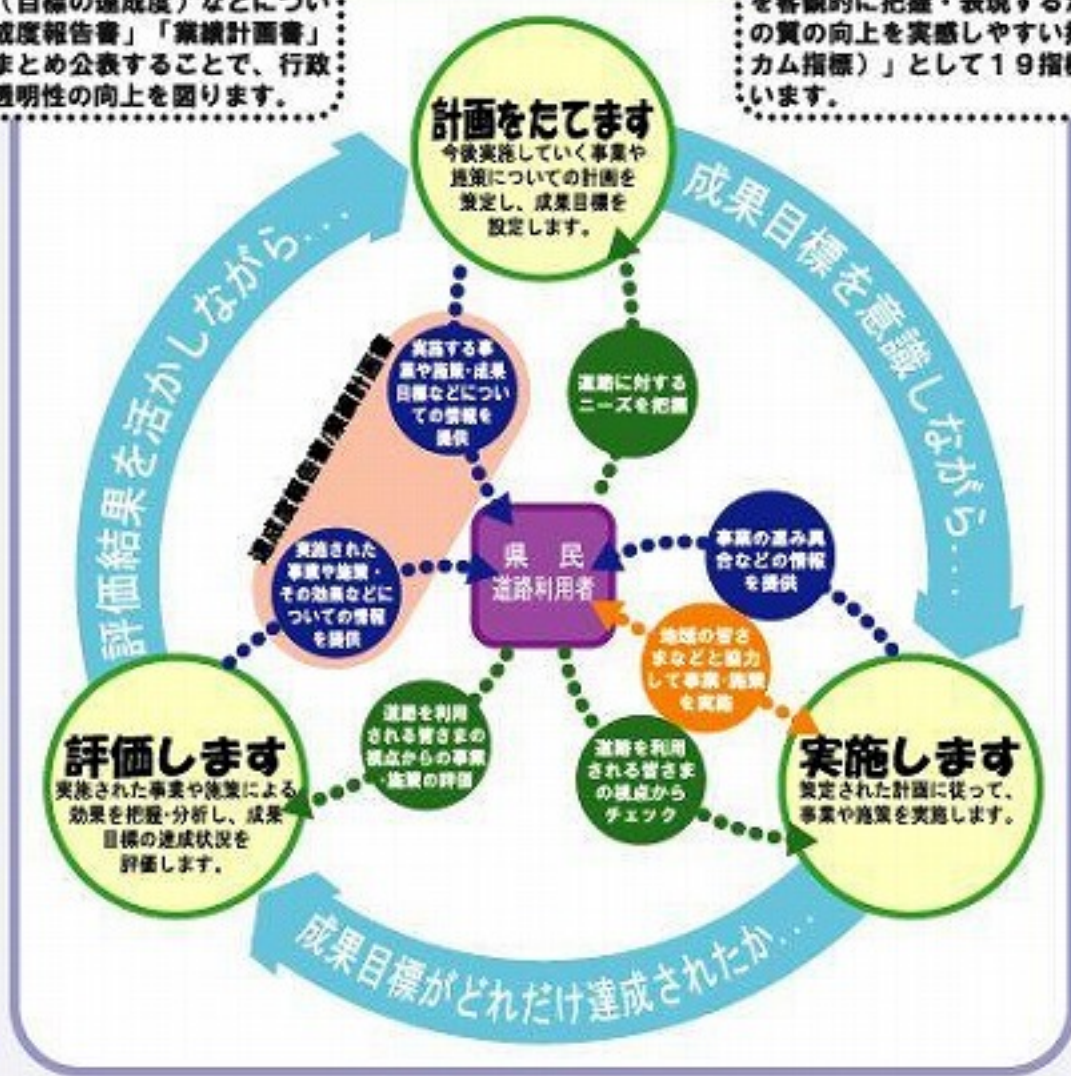 （目標の達成度）などについ
成度報告書」「業績計画書」
まとめ公表することで、行政
透明性の向上を図ります。
を客観的に把握・表現するた
の質の向上を実感しやすい指
カム指標）」として１９指標
います。
計画をたてます
今後実施していく事業や
施策についての計画を
策定し、成果目標を
設定します。
成果目標を意識しながら...
評価結果を活かしながら...
達成度報告書/業績計画書
実施する事
業や施策・成果
目標などについ
ての情報を
提供
道路に対する
ニーズを把握
県 民
道路利用者
事業の進み具
合などの情報
を提供
実施された
事業や施策・
その効果などに
ついての情報
を提供
地域の皆さ
まなどと協力
して事業・施策
を実施
道路を利用
される皆さまの
視点からの事業
・施策の評価
道路を利用
される皆さま
の視点から
チェック
評価します
実施された事業や施策による
効果を把握・分析し、成果
目標の達成状況を
評価します。
実施します
策定された計画に従って、
事業や施策を実施します。
成果目標がどれだけ達成されたか...